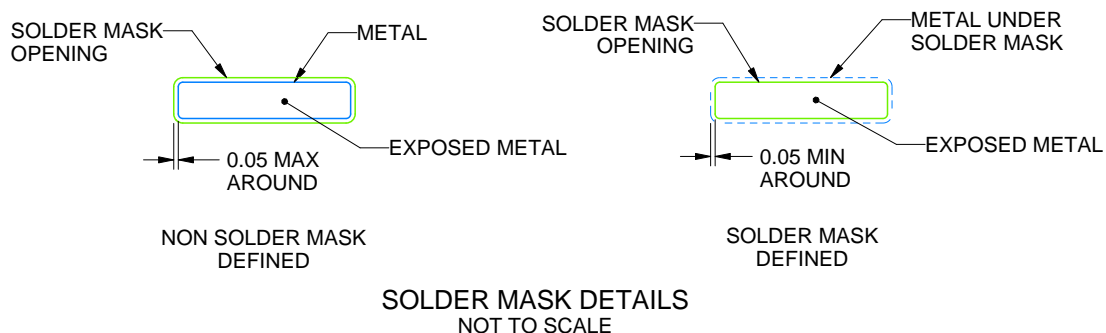 SOLDER MASK
OPENING
METAL
EXPOSED METAL
0.05 MAX
AROUND
NON SOLDER MASK
DEFINED
SOLDER MASK
OPENING
METAL UNDER
SOLDER MASK
EXPOSED METAL
0.05 MIN
AROUND
SOLDER MASK
DEFINED
SOLDER MASK DETAILS
NOT TO SCALE